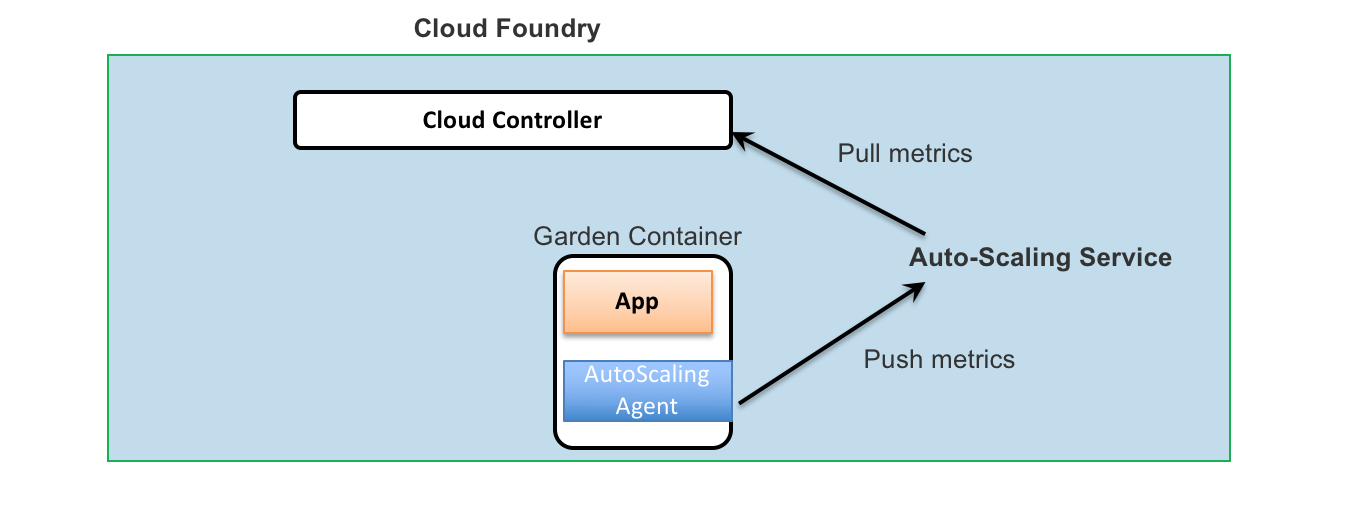 Cloud Foundry
Cloud Controller
Pull metrics
Garden Container
Auto-Scaling Service
App
Push metrics
AutoScaling
Agent